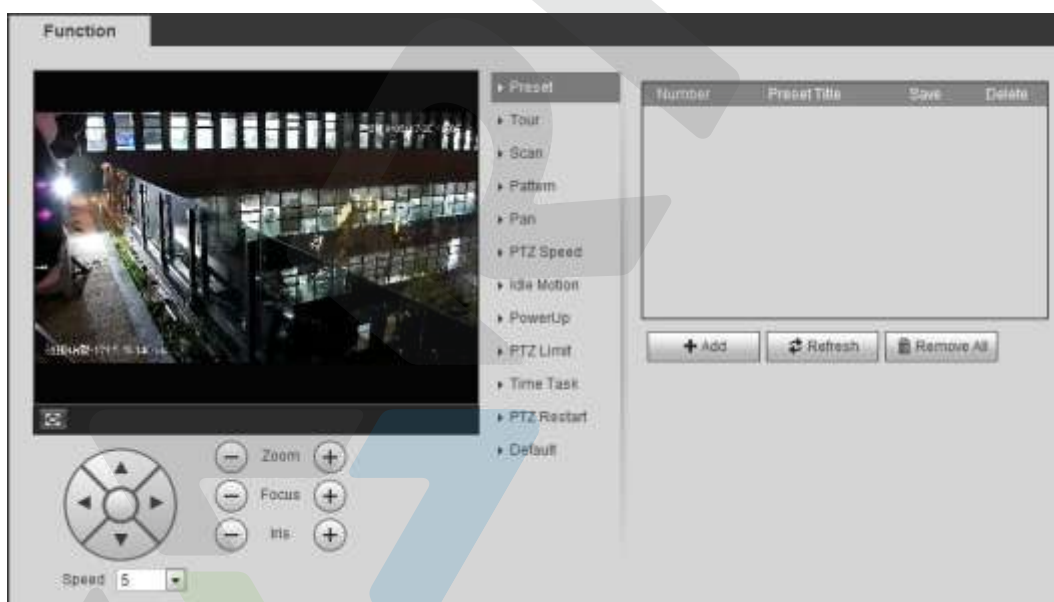 Function
Preset
Tour
Scan
Pattern
Pan
PTZ Speed
Idle Motion
PowerUp
PTZ Limit
Time Task
PTZ Restart
Default
Number Preset Title Save Delete
Add Refresh Remove All
Zoom
Focus
Iris
Speed 5